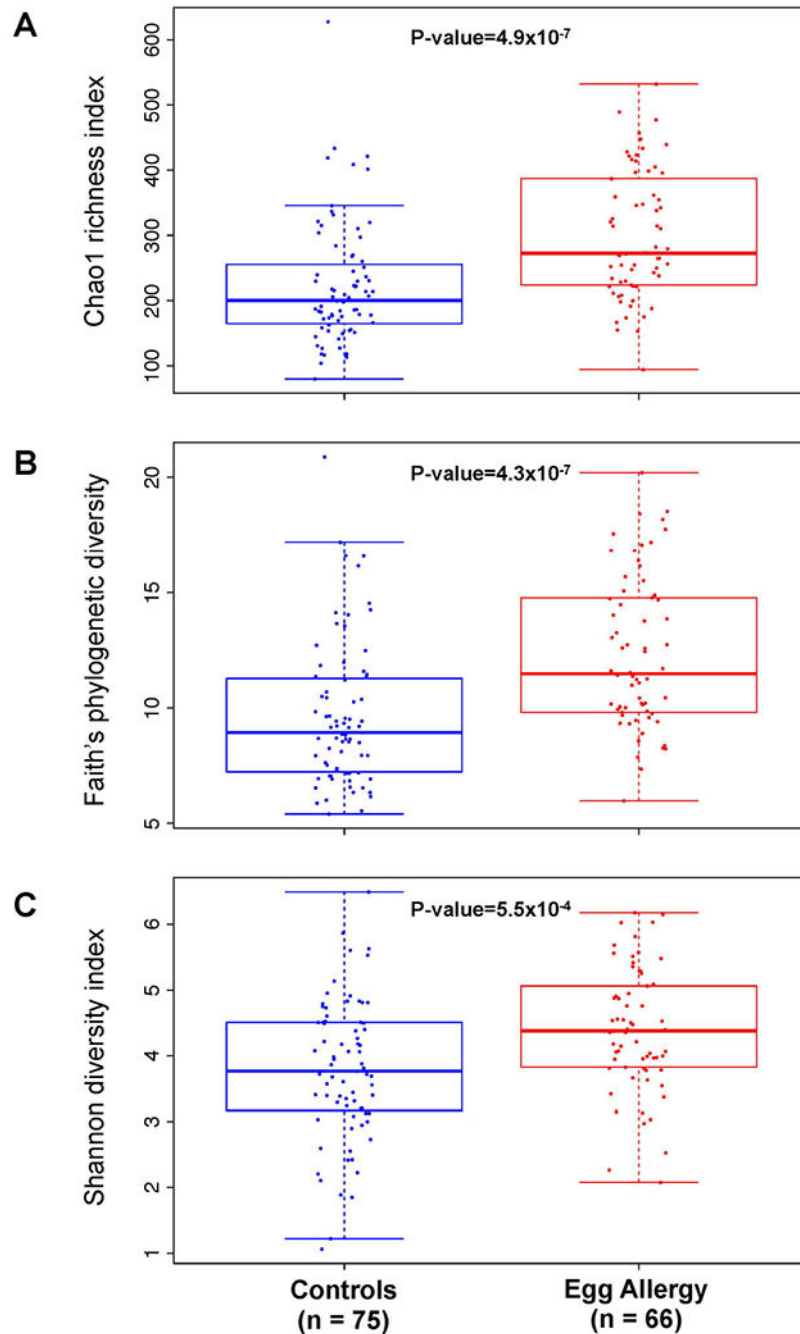 A
P-value=4.9x10⁻⁷
Chao1 richness index
600
500
400
300
200
100
B
P-value=4.3x10⁻⁷
Faith's phylogenetic diversity
20
15
10
5
C
P-value=5.5x10⁻⁴
Shannon diversity index
6
5
4
3
2
1
Controls
(n = 75)
Egg Allergy
(n = 66)